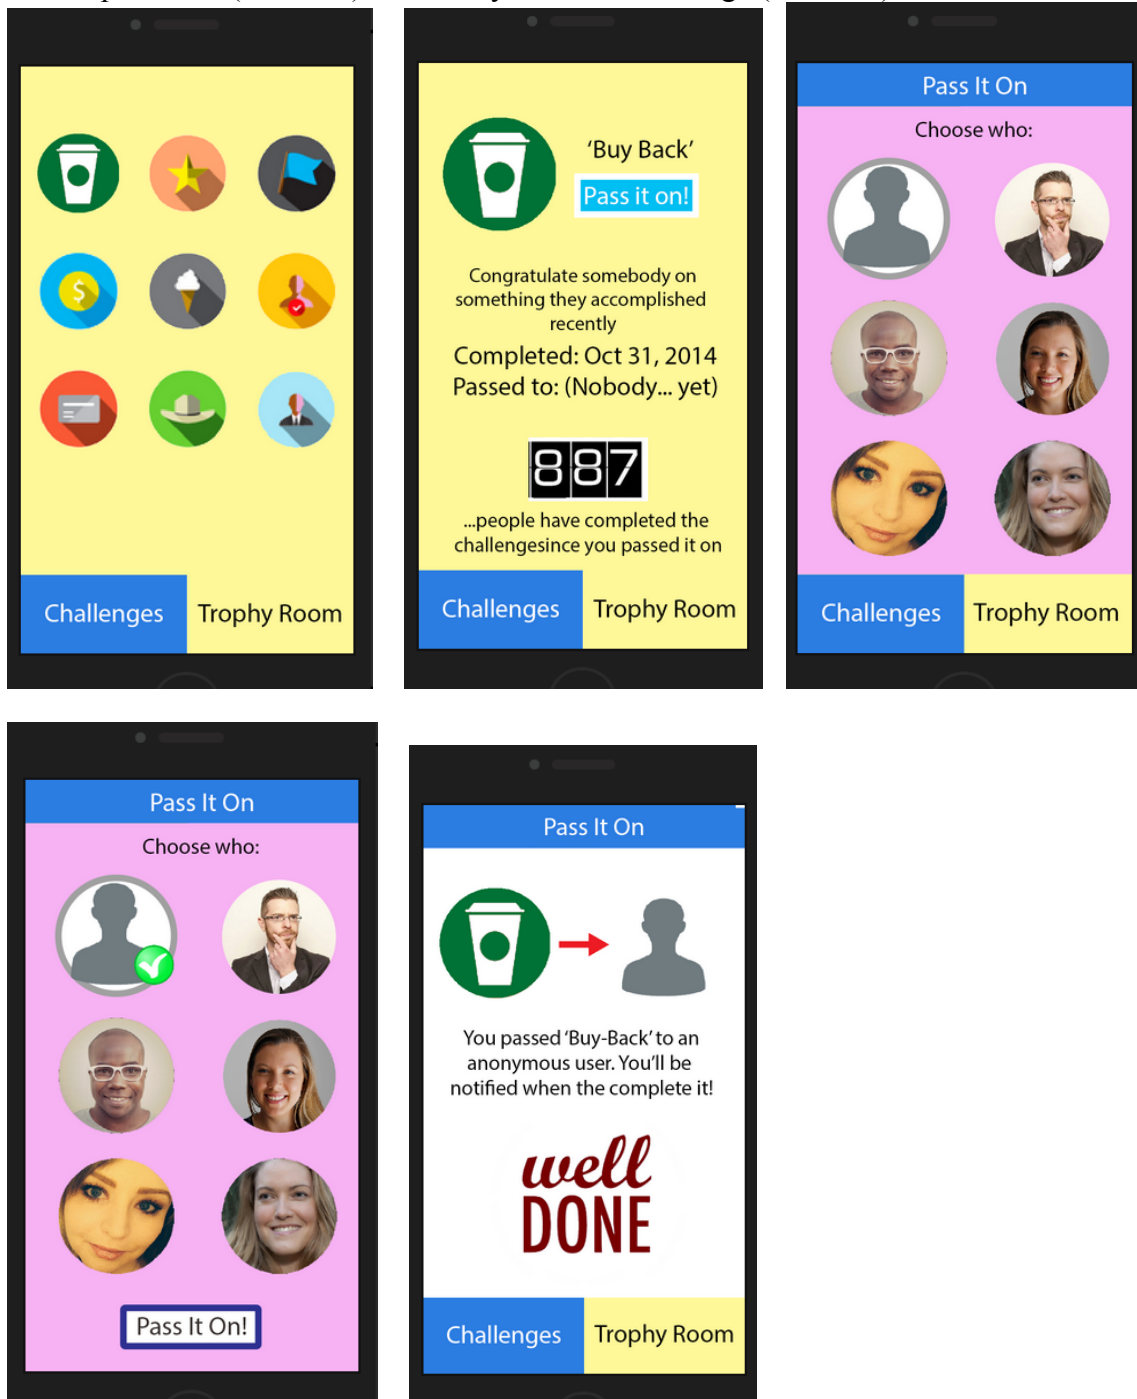 Challenges Trophy Room
'Buy Back'
Pass it on!
Congratulate somebody on
something they accomplished
recently
Completed: Oct 31, 2014
Passed to: (Nobody... yet)
887
...people have completed the
challengesince you passed it on
Challenges Trophy Room
Pass It On
Choose who:
Challenges Trophy Room
Pass It On
Choose who:
Pass It On!
Pass It On
You passed 'Buy-Back' to an
anonymous user. You'll be
notified when the complete it!
well
DONE
Challenges Trophy Room